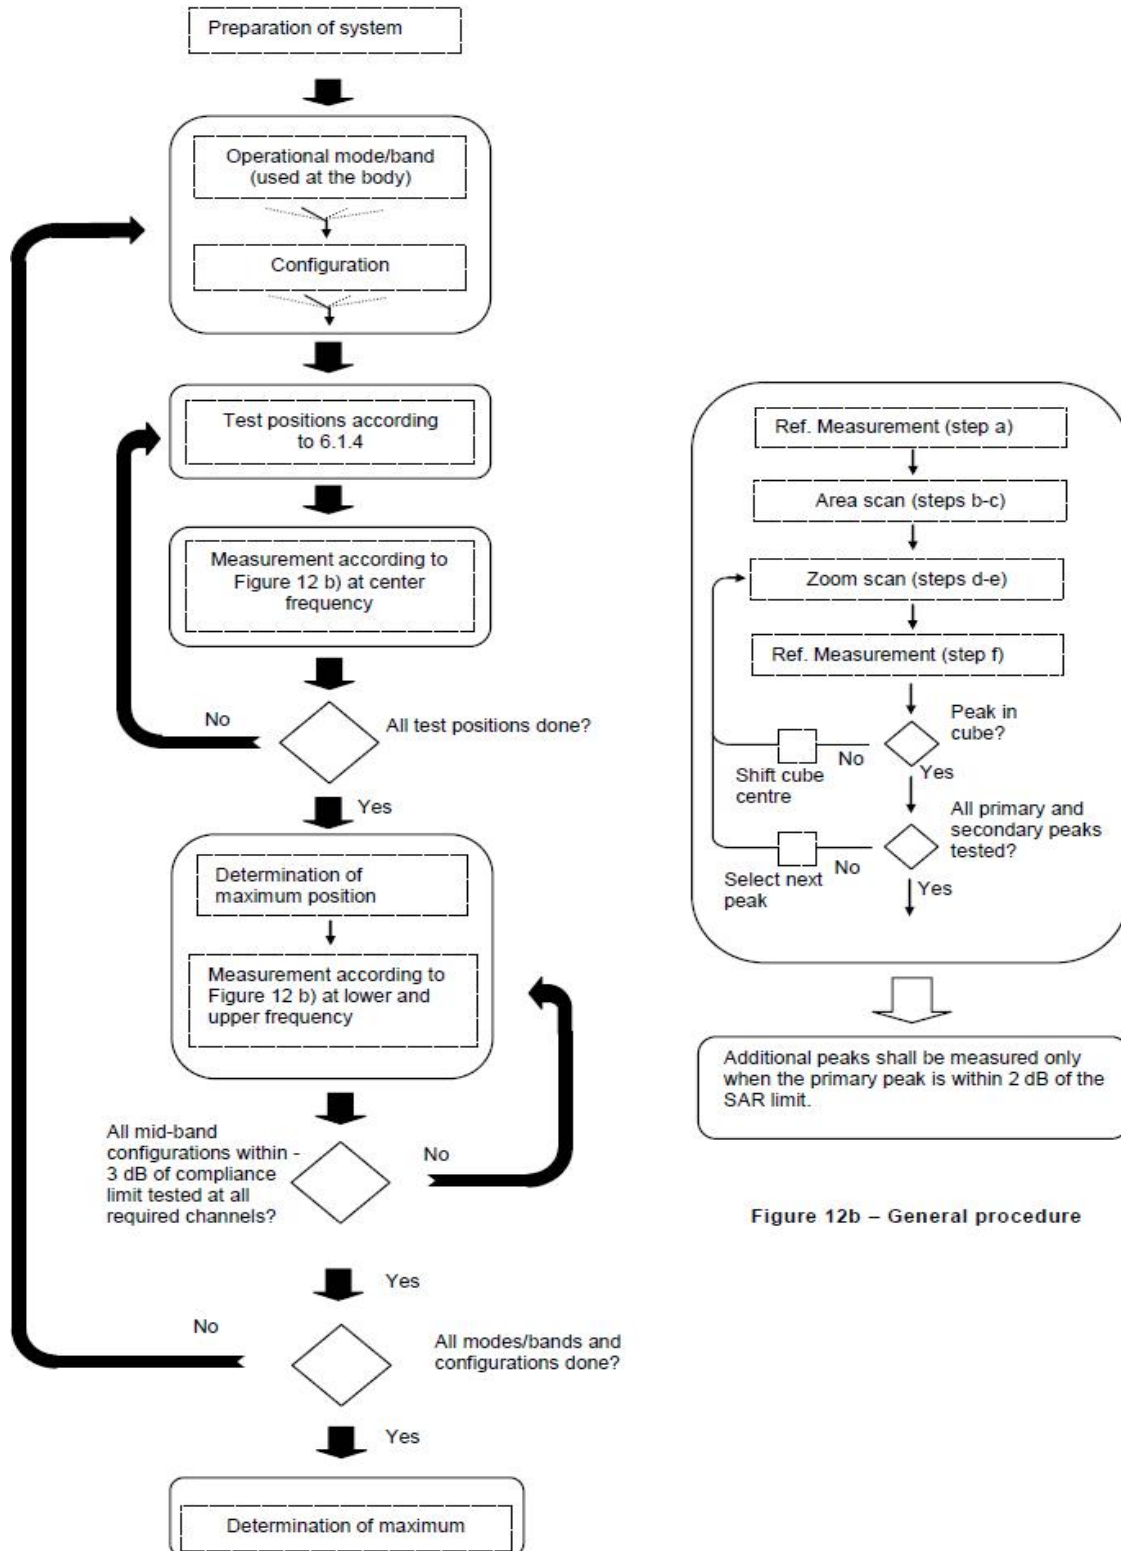 Preparation of system
Operational mode/band
(used at the body)
Configuration
Test positions according
to 6.1.4
Measurement according to
Figure 12 b) at center
frequency
No
All test positions done?
Yes
Determination of
maximum position
Measurement according to
Figure 12 b) at lower and
upper frequency
All mid-band
configurations within -
3 dB of compliance
limit tested at all
required channels?
No
Yes
No
All modes/bands and
configurations done?
Yes
Determination of maximum
Ref. Measurement (step a)
Area scan (steps b-c)
Zoom scan (steps d-e)
Ref. Measurement (step f)
Peak in
cube?
No
Shift cube
centre
Yes
All primary and
secondary peaks
tested?
No
Select next
peak
Yes
Additional peaks shall be measured only
when the primary peak is within 2 dB of the
SAR limit.
Figure 12b – General procedure